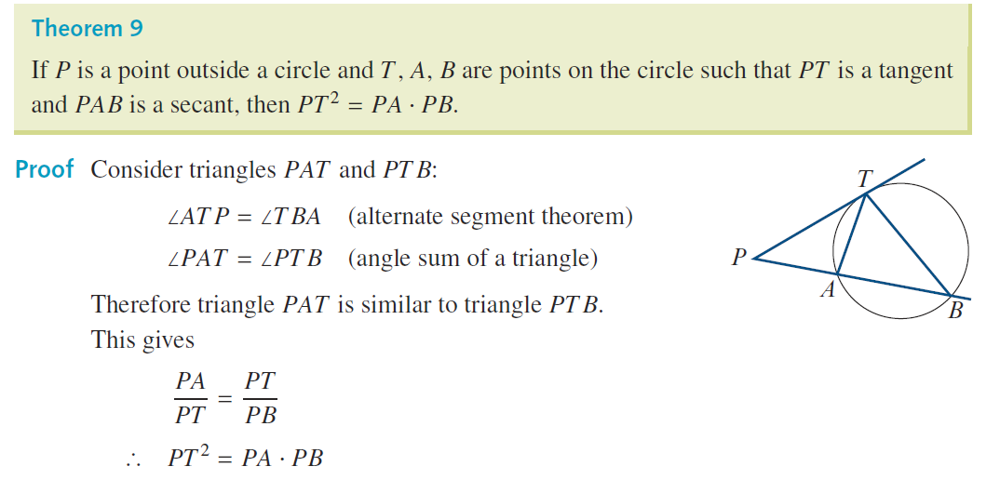 Theorem 9
If P is a point outside a circle and T, A, B are points on the circle such that PT is a tangent
and PAB is a secant, then PT² = PA · PB.
Proof Consider triangles PAT and PTB:
∠ATP = ∠TBA (alternate segment theorem)
∠PAT = ∠PTB (angle sum of a triangle)
Therefore triangle PAT is similar to triangle PTB.
This gives
PA/PT = PT/PB
∴ PT² = PA · PB
T
P
A
B